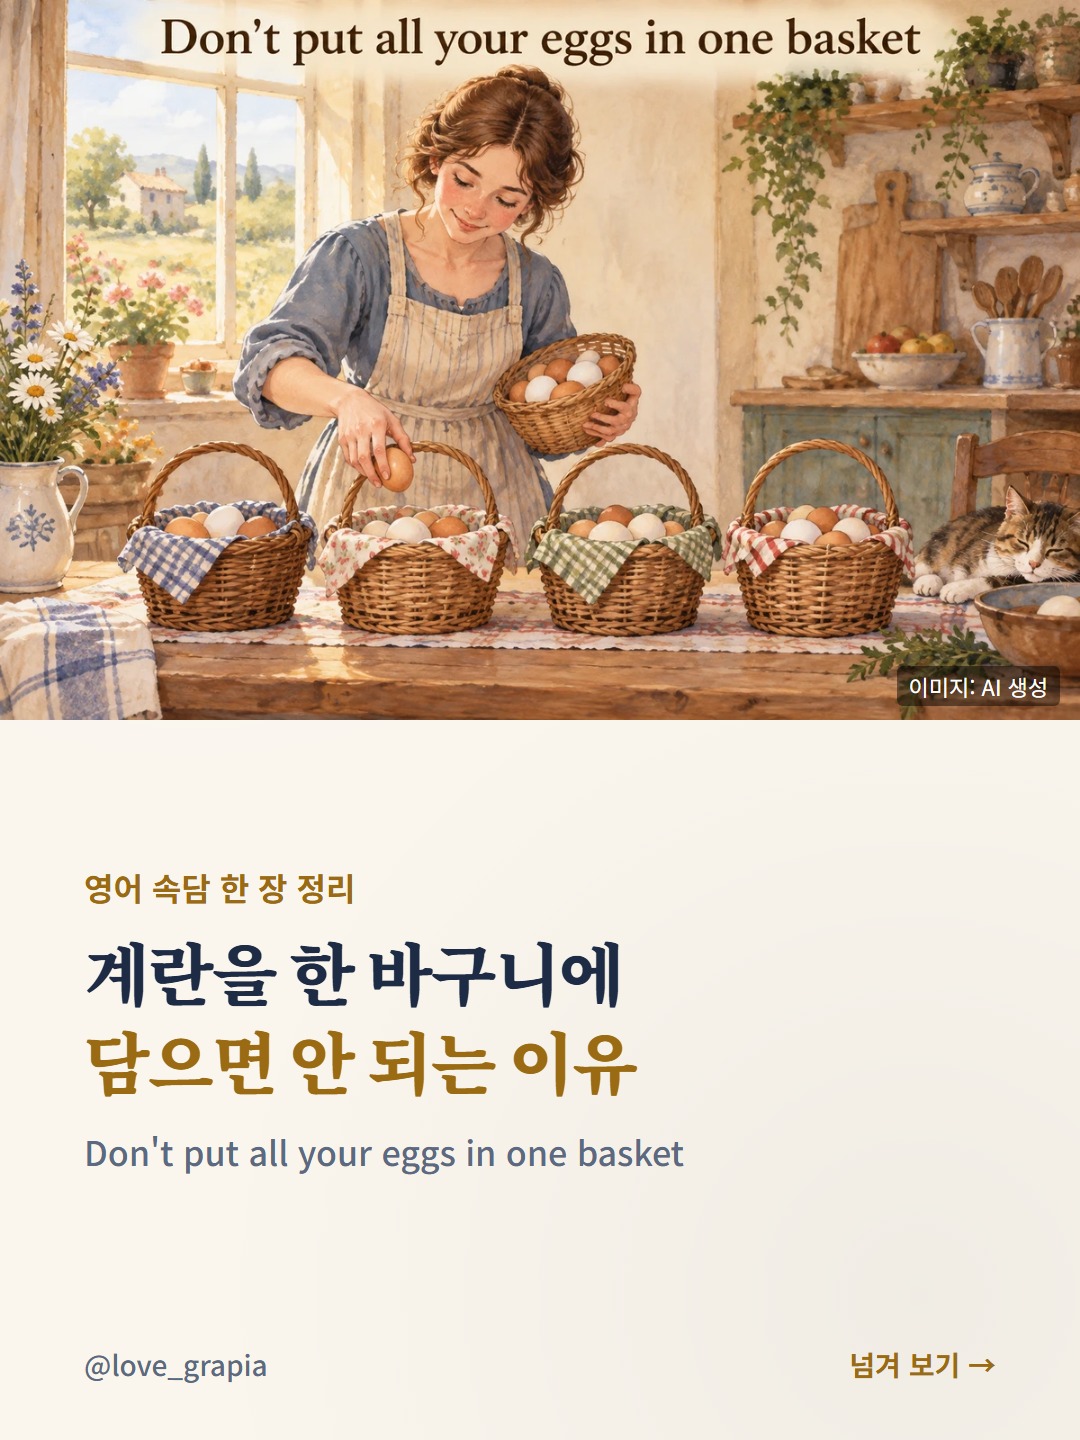 Don’t put all your eggs in one basket
이미지: AI 생성
영어 속담 한 장 정리
계란을 한 바구니에
담으면 안 되는 이유
Don't put all your eggs in one basket
@love_grapia
넘겨 보기 →